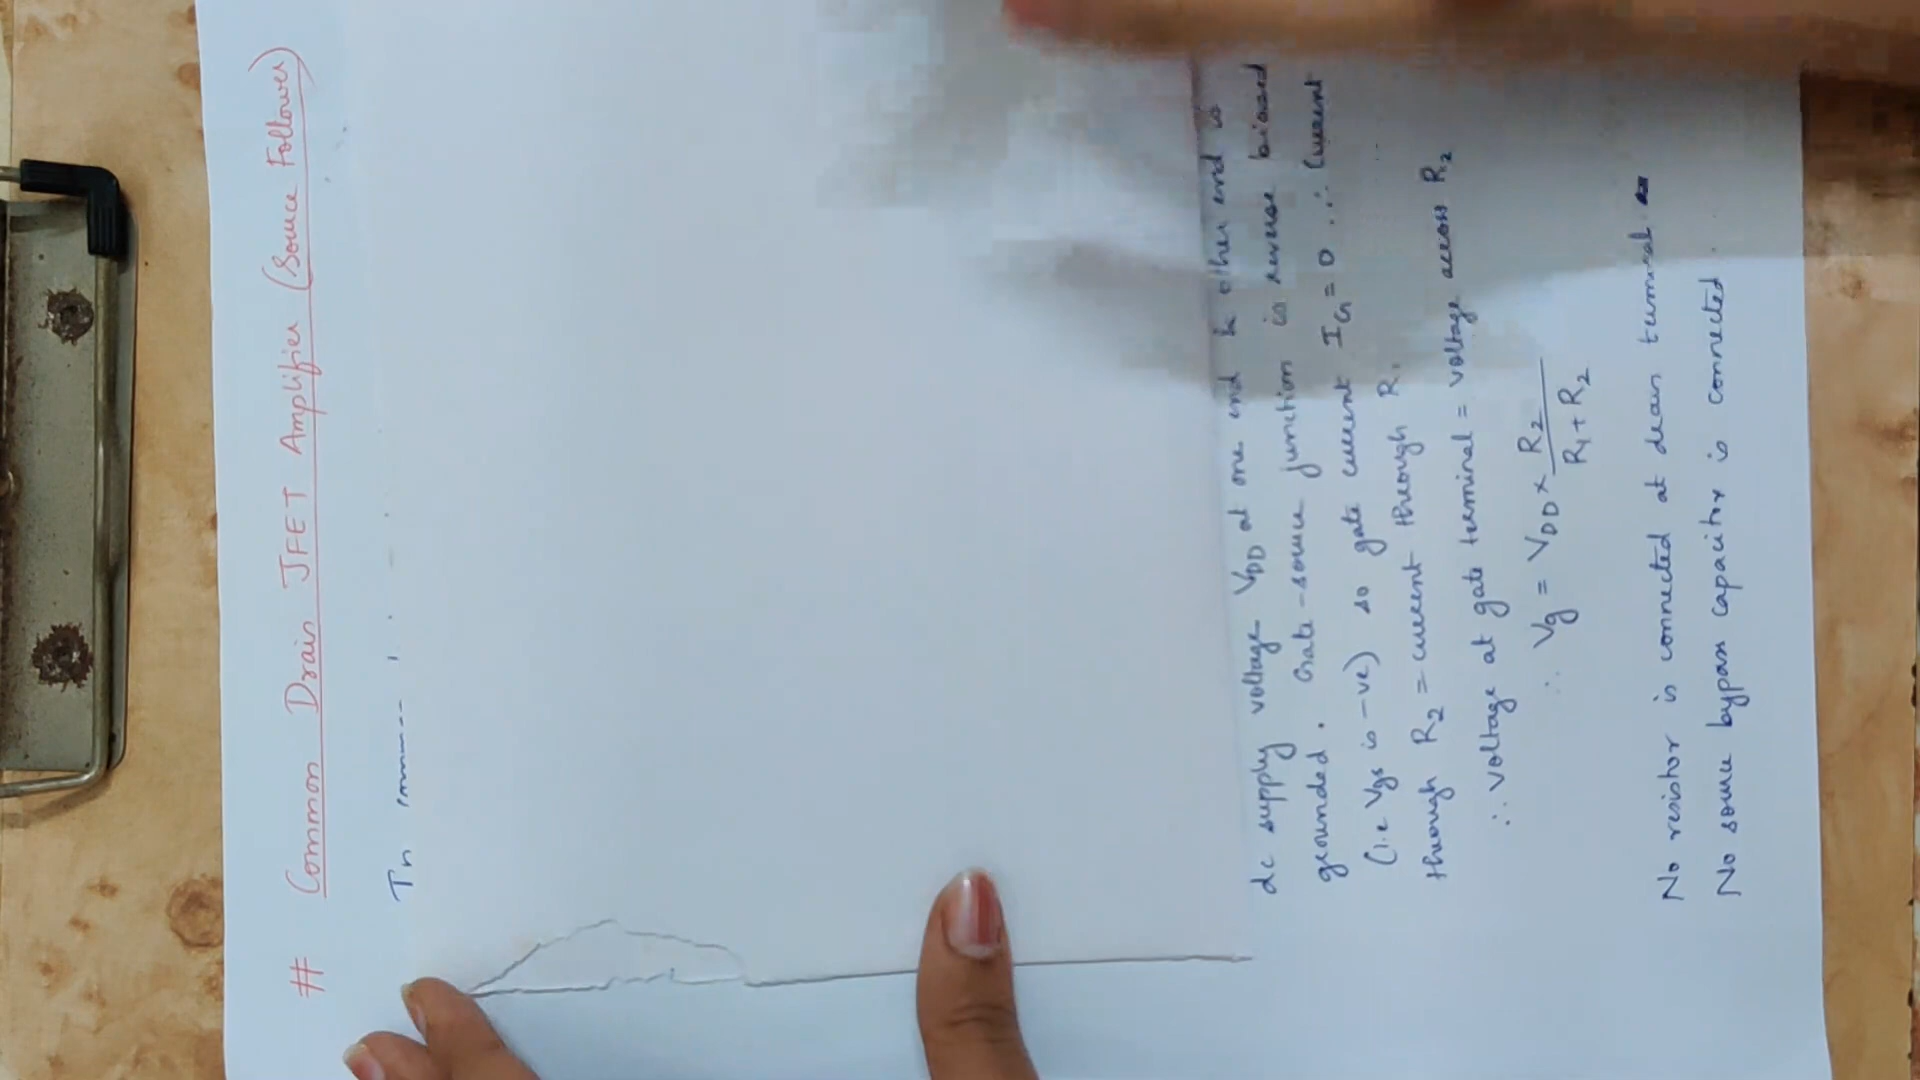 # Common Drain JFET Amplifier (Source Follower)
In
dc supply voltage VDD at one end & other end is
grounded. Gate-source junction is reverse biased
(i.e Vgs is -ve) so gate current IG = 0 ∴ Current
through R2 = current through R1
∴ voltage at gate terminal = voltage across R2
∴ Vg = VDD × R2 / R1 + R2
No resistor is connected at drain terminal.
No source bypass capacitor is connected.